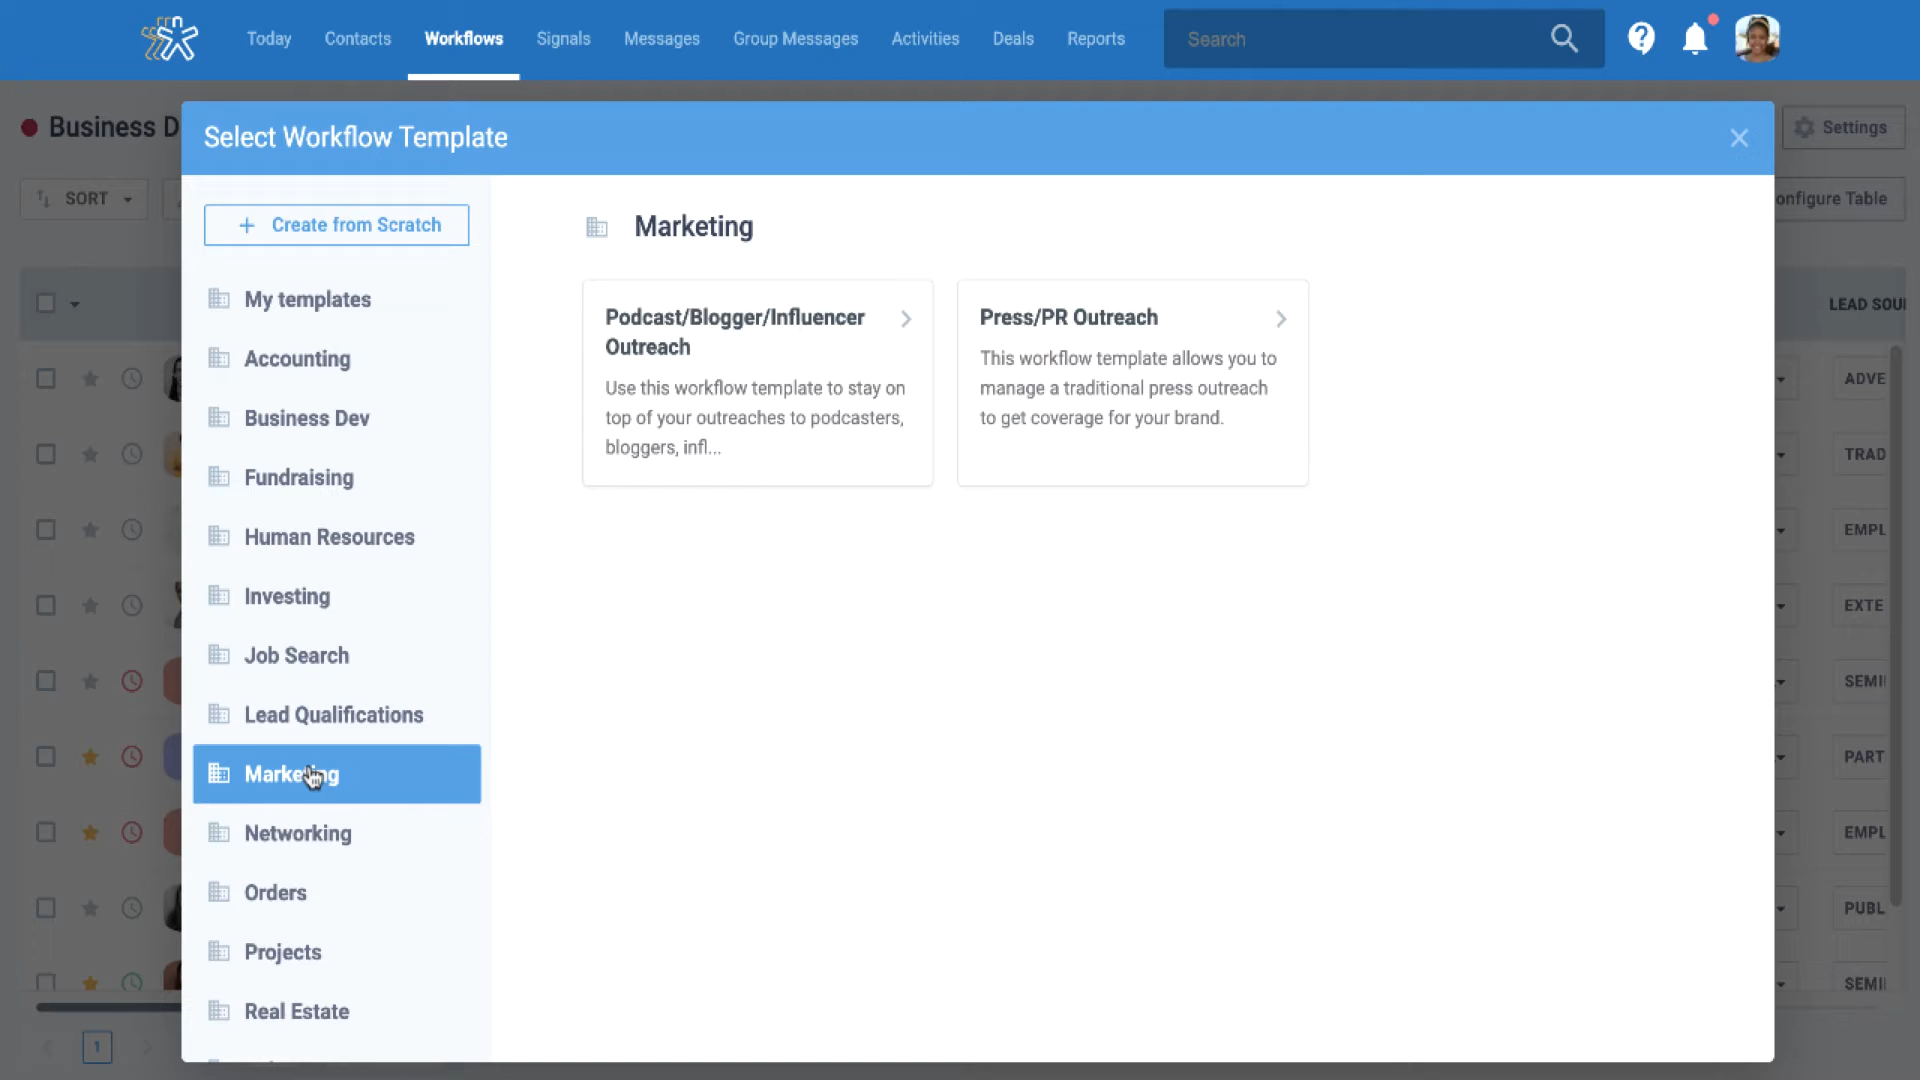 Today
Contacts
Workflows
Signals
Messages
Group Messages
Activities
Deals
Reports
Search
Business D
Settings
SORT
onfigure Table
LEAD SOU
Select Workflow Template
+ Create from Scratch
My templates
Accounting
Business Dev
Fundraising
Human Resources
Investing
Job Search
Lead Qualifications
Marketing
Networking
Orders
Projects
Real Estate
Marketing
Podcast/Blogger/Influencer
Outreach
Use this workflow template to stay on
top of your outreaches to podcasters,
bloggers, infl...
Press/PR Outreach
This workflow template allows you to
manage a traditional press outreach
to get coverage for your brand.
ADVE
TRAD
EMPL
EXTE
SEMI
PART
EMPL
PUBL
SEMI
1